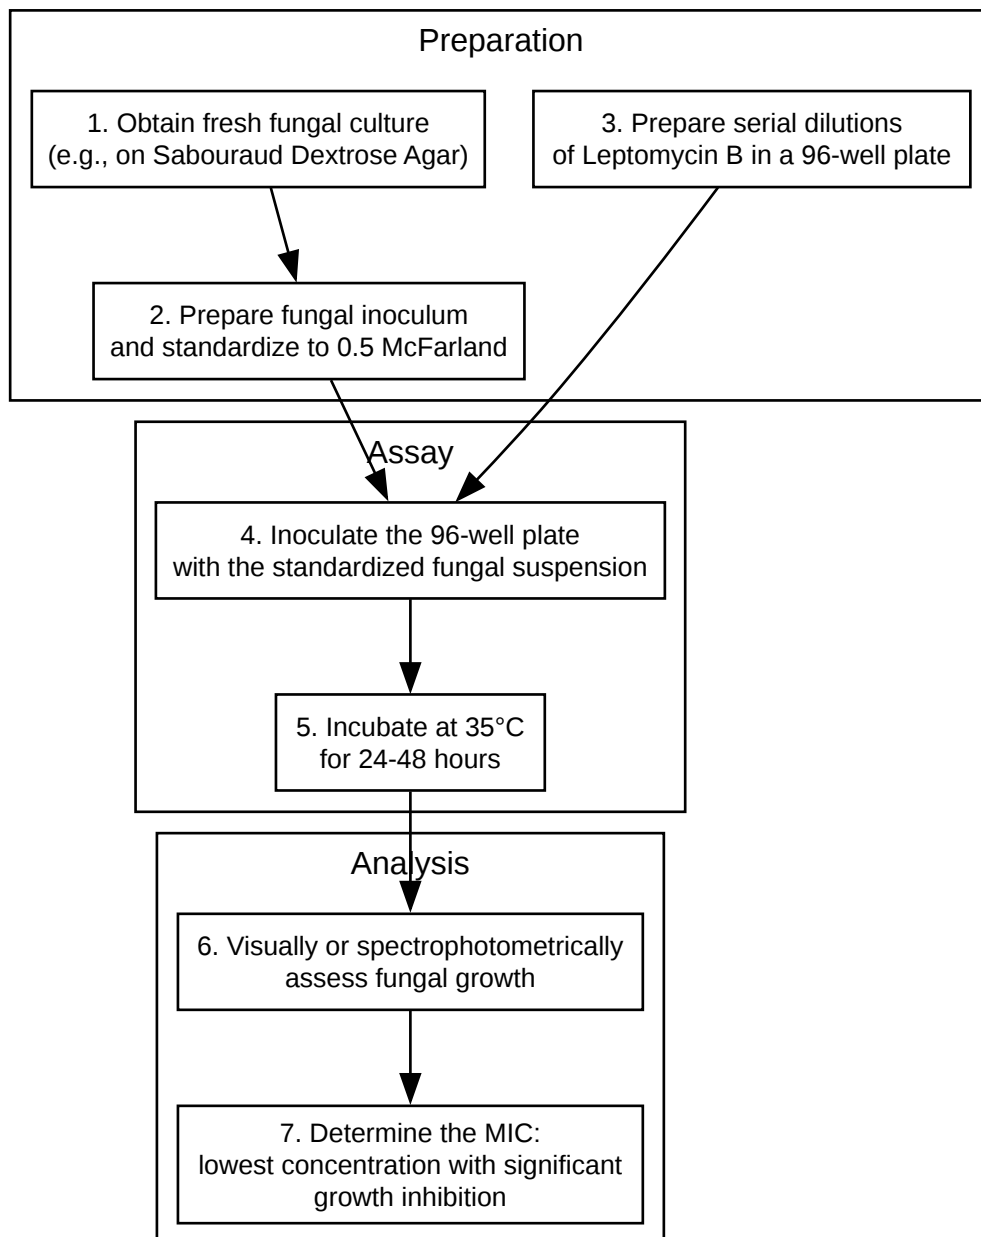 Preparation
1. Obtain fresh fungal culture
(e.g., on Sabouraud Dextrose Agar)
3. Prepare serial dilutions
of Leptomycin B in a 96-well plate
2. Prepare fungal inoculum
and standardize to 0.5 McFarland
Assay
4. Inoculate the 96-well plate
with the standardized fungal suspension
5. Incubate at 35°C
for 24-48 hours
Analysis
6. Visually or spectrophotometrically
assess fungal growth
7. Determine the MIC:
lowest concentration with significant
growth inhibition